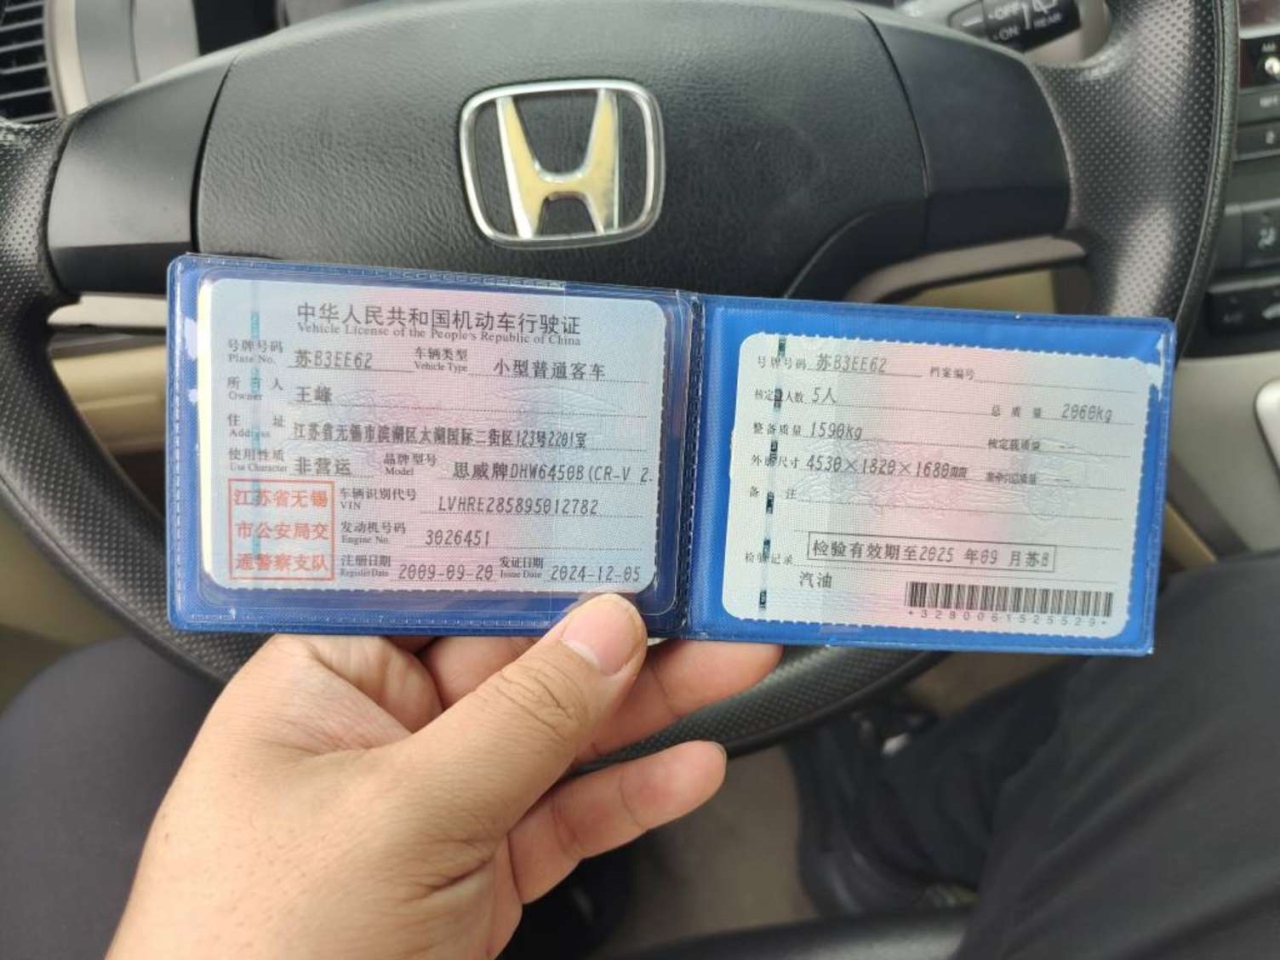 中华人民共和国机动车行驶证
Vehicle License of the People's Republic of China
号牌号码 Plate No. 苏B3EE62 车辆类型 Vehicle Type 小型普通客车
所有人 Owner 王峰
住址 Address 江苏省无锡市滨湖区太湖国际二街区123号2201室
使用性质 Use Character 非营运 品牌型号 Model 思威牌DHW6450B(CR-V 2.
江苏省无锡
市公安局交
通警察支队
车辆识别代号 VIN LVHRE285895012782
发动机号码 Engine No. 3026451
注册日期 Register Date 2009-09-20 发证日期 Issue Date 2024-12-05
号牌号码 苏B3EE62 档案编号
核定人数 5人 总质量 2060kg
整备质量 1590kg 核定载质量 --
外廓尺寸 4530×1820×1680mm --
备注
检验记录 检验有效期至2025 年09 月苏B
汽油
OFF
ON
REAR